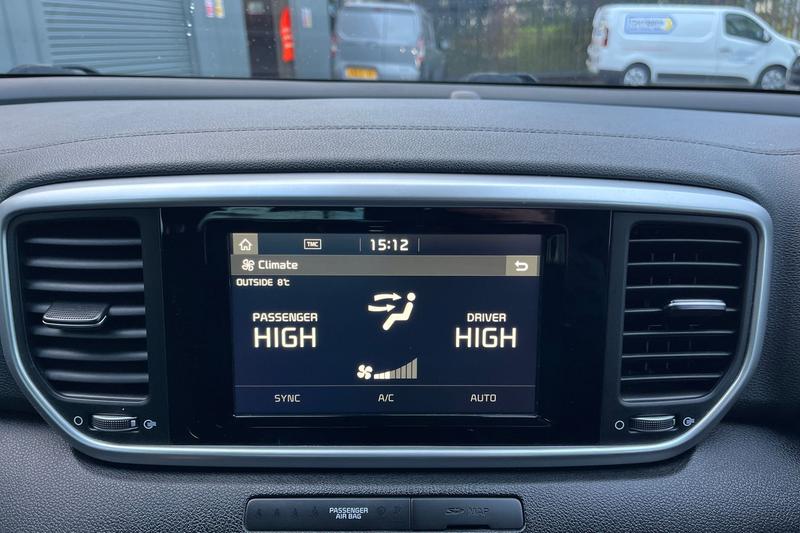 TMC
15:12
Climate
OUTSIDE 8°c
PASSENGER
HIGH
DRIVER
HIGH
SYNC
A/C
AUTO
PASSENGER
AIR BAG
MAP